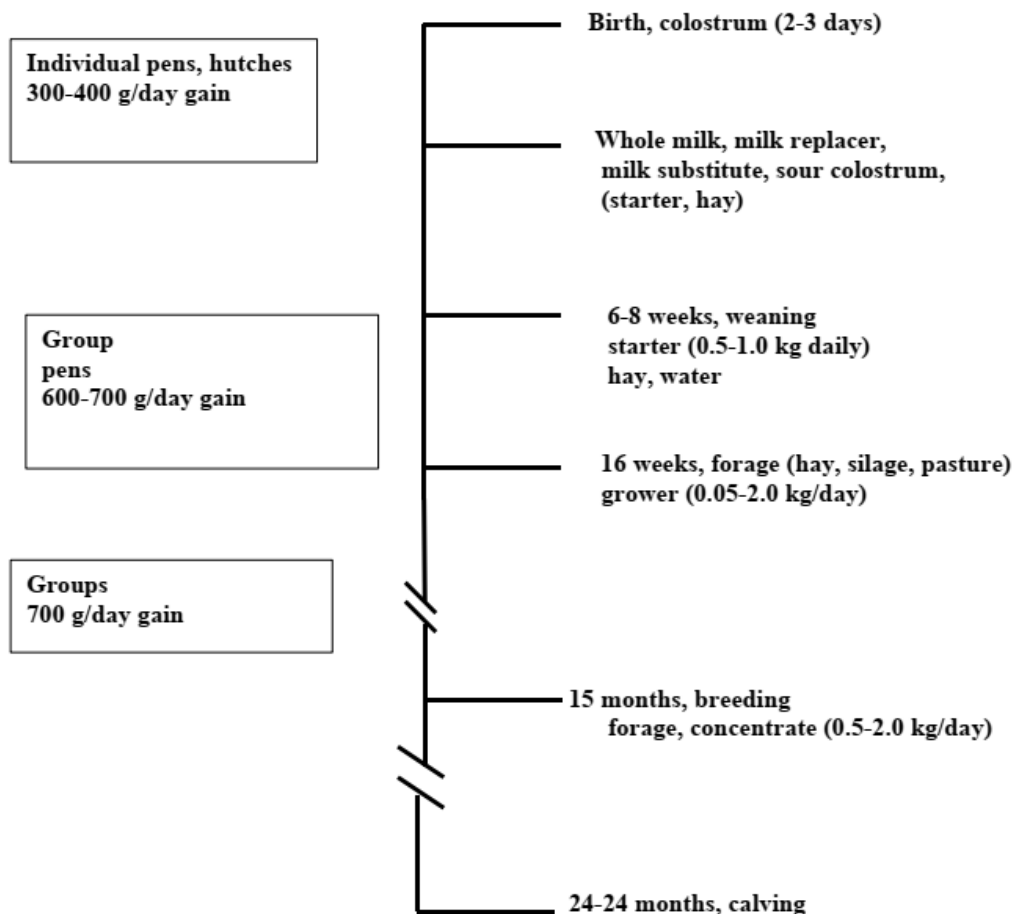 Birth, colostrum (2-3 days)
Individual pens, hutches
300-400 g/day gain
Whole milk, milk replacer,
milk substitute, sour colostrum,
(starter, hay)
6-8 weeks, weaning
starter (0.5-1.0 kg daily)
hay, water
Group
pens
600-700 g/day gain
16 weeks, forage (hay, silage, pasture)
grower (0.05-2.0 kg/day)
Groups
700 g/day gain
15 months, breeding
forage, concentrate (0.5-2.0 kg/day)
24-24 months, calving